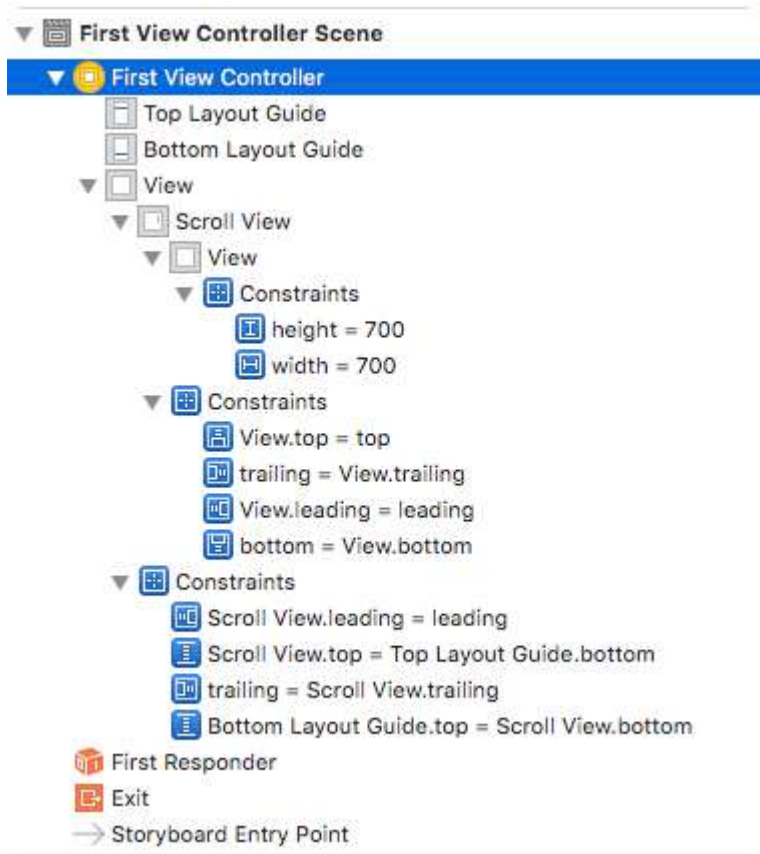 First View Controller Scene
First View Controller
Top Layout Guide
Bottom Layout Guide
View
Scroll View
View
Constraints
height = 700
width = 700
Constraints
View.top = top
trailing = View.trailing
View.leading = leading
bottom = View.bottom
Constraints
Scroll View.leading = leading
Scroll View.top = Top Layout Guide.bottom
trailing = Scroll View.trailing
Bottom Layout Guide.top = Scroll View.bottom
First Responder
Exit
Storyboard Entry Point